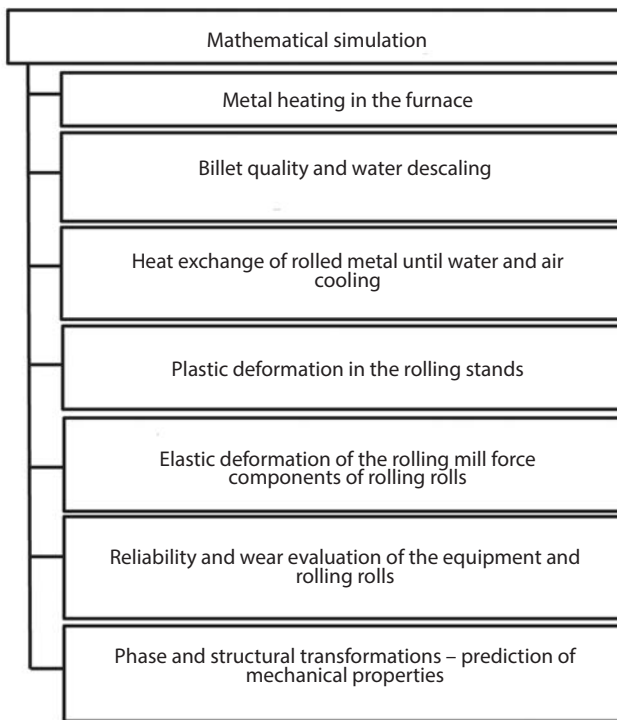 Mathematical simulation
Metal heating in the furnace
Billet quality and water descaling
Heat exchange of rolled metal until water and air
cooling
Plastic deformation in the rolling stands
Elastic deformation of the rolling mill force
components of rolling rolls
Reliability and wear evaluation of the equipment and
rolling rolls
Phase and structural transformations – prediction of
mechanical properties